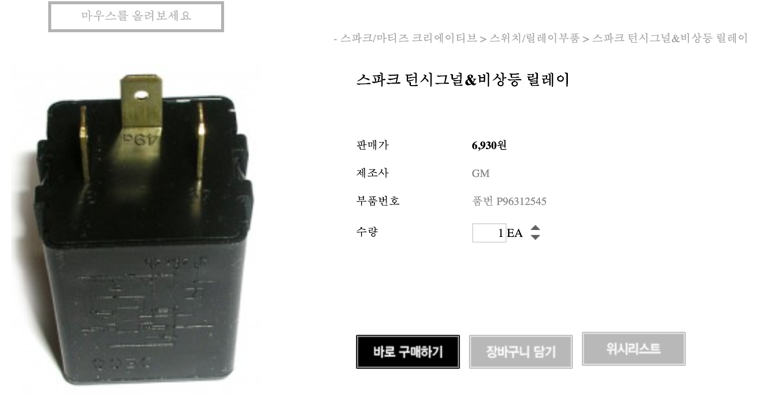 마우스를 올려보세요
- 스파크/마티즈 크리에이티브 > 스위치/릴레이부품 > 스파크 턴시그널&비상등 릴레이
스파크 턴시그널&비상등 릴레이
판매가 6,930원
제조사 GM
부품번호 품번 P96312545
수량 1 EA
바로 구매하기 장바구니 담기 위시리스트
49a